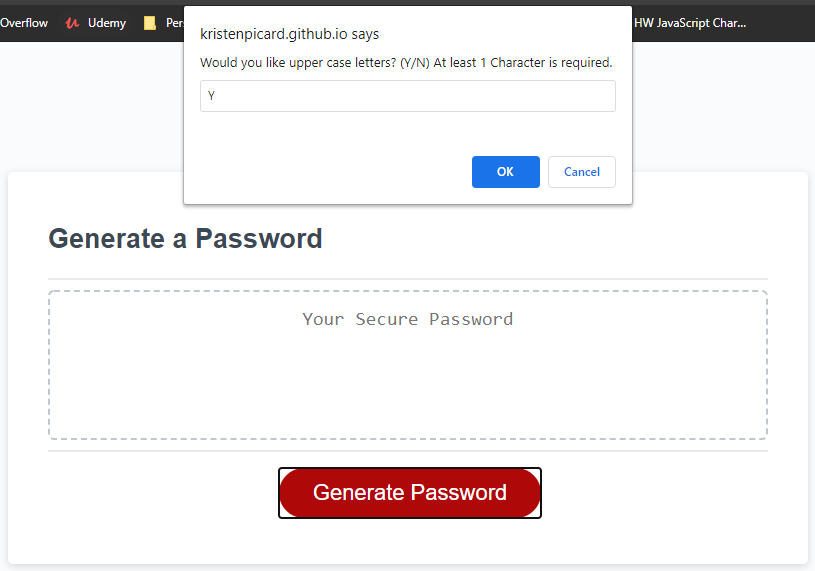 Overflow
Udemy
Pers
HW JavaScript Char...
kristenpicard.github.io says
Would you like upper case letters? (Y/N) At least 1 Character is required.
Y
OK
Cancel
Generate a Password
Your Secure Password
Generate Password